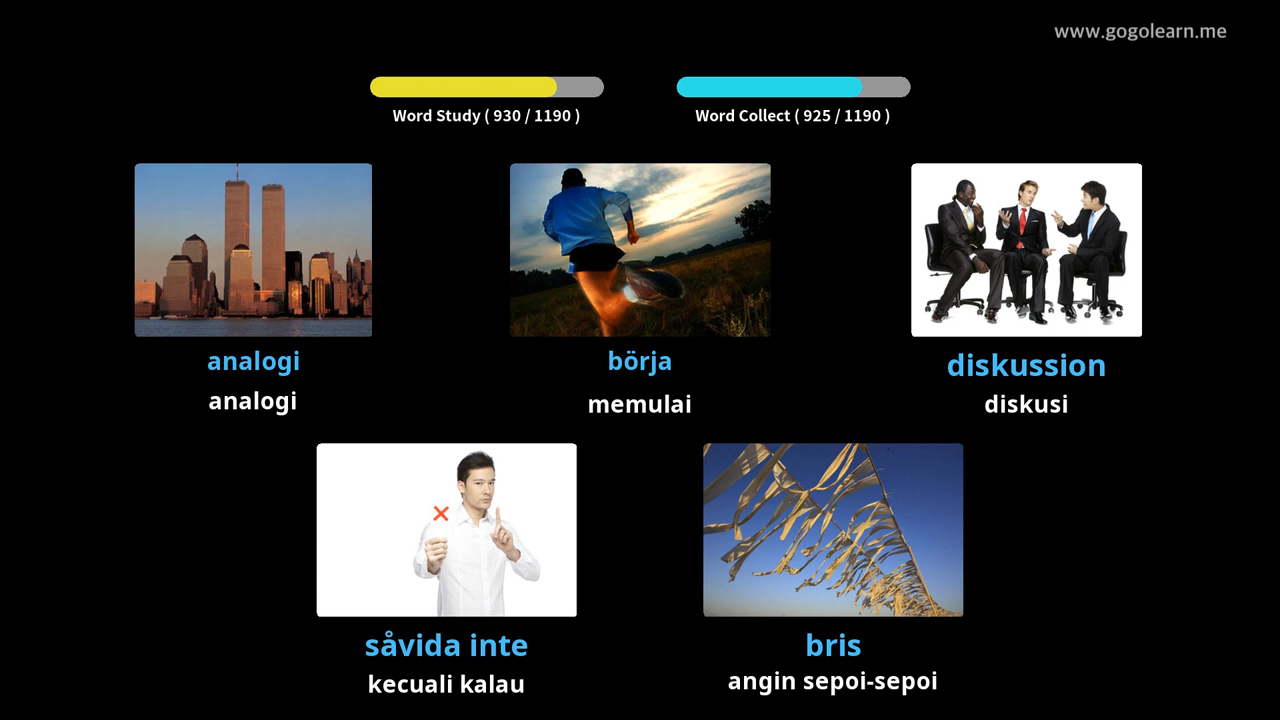 www.gogolearn.me
Word Study ( 930 / 1190 )
Word Collect ( 925 / 1190 )
analogi
analogi
börja
memulai
diskussion
diskusi
såvida inte
kecuali kalau
bris
angin sepoi-sepoi